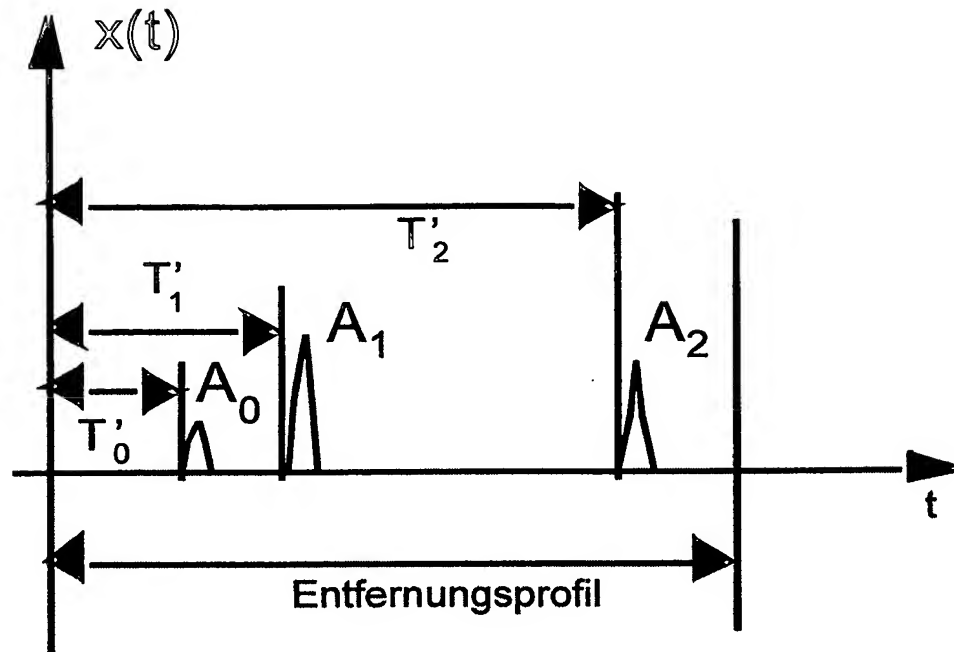 x(t)
T'₂
T'₁
A₁
A₂
A₀
T'₀
t
Entfernungsprofil